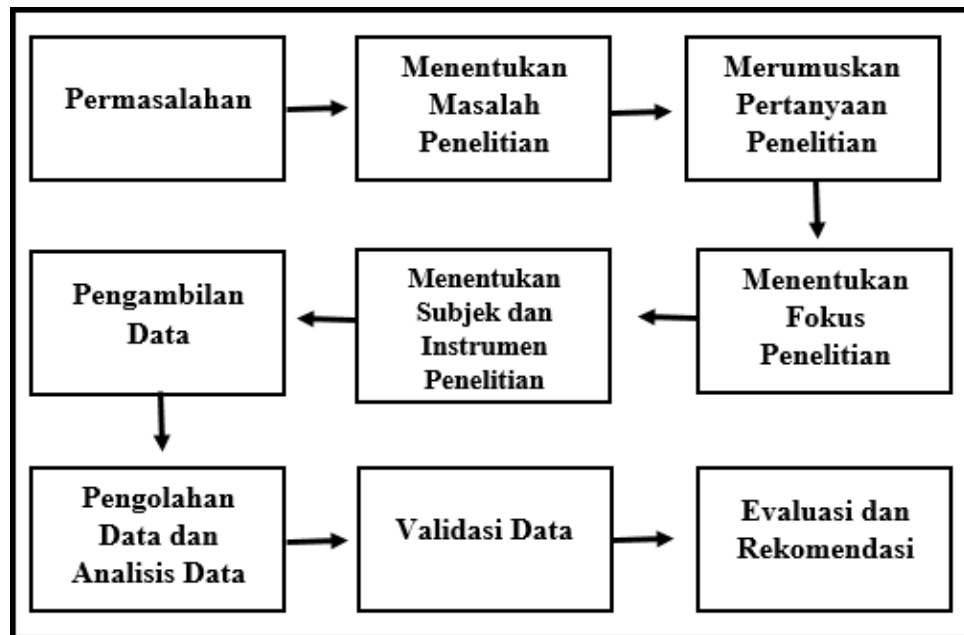 Permasalahan
Menentukan
Masalah
Penelitian
Merumuskan
Pertanyaan
Penelitian
Menentukan
Fokus
Penelitian
Menentukan
Subjek dan
Instrumen
Penelitian
Pengambilan
Data
Pengolahan
Data dan
Analisis Data
Validasi Data
Evaluasi dan
Rekomendasi